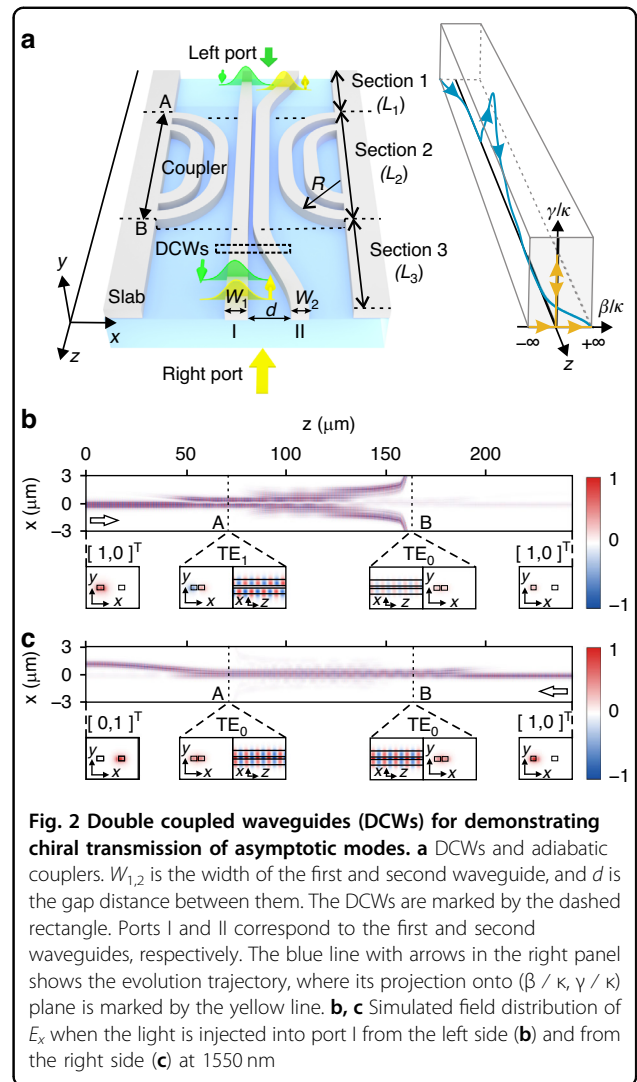 a
Left port
Section 1
(L₁)
A
Coupler
R
Section 2
(L₂)
B
DCWs
Section 3
(L₃)
Slab
W₁
d
W₂
I
II
y
x
z
Right port
γ/κ
β/κ
−∞
+∞
z
b
z (μm)
0 50 100 150 200
x (μm)
3
0
−3
A
B
1
0
−1
[ 1,0 ]ᵀ
TE₁
TE₀
[ 1,0 ]ᵀ
y
x
y
x
x
z
x
z
y
x
y
x
c
x (μm)
3
0
−3
A
B
1
0
−1
[ 0,1 ]ᵀ
TE₀
TE₀
[ 1,0 ]ᵀ
y
x
y
x
x
z
x
z
y
x
y
x
Fig. 2 Double coupled waveguides (DCWs) for demonstrating
chiral transmission of asymptotic modes. a DCWs and adiabatic
couplers. W₁,₂ is the width of the first and second waveguide, and d is
the gap distance between them. The DCWs are marked by the dashed
rectangle. Ports I and II correspond to the first and second
waveguides, respectively. The blue line with arrows in the right panel
shows the evolution trajectory, where its projection onto (β / κ, γ / κ)
plane is marked by the yellow line. b, c Simulated field distribution of
Eₓ when the light is injected into port I from the left side (b) and from
the right side (c) at 1550 nm